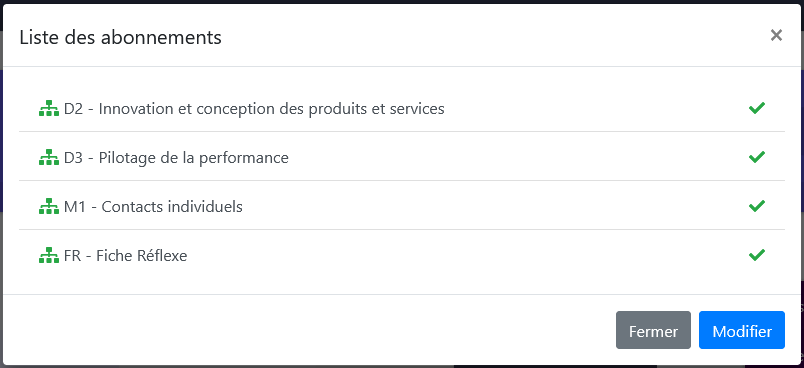 Liste des abonnements
×
D2 - Innovation et conception des produits et services
D3 - Pilotage de la performance
M1 - Contacts individuels
FR - Fiche Réflexe
Fermer Modifier